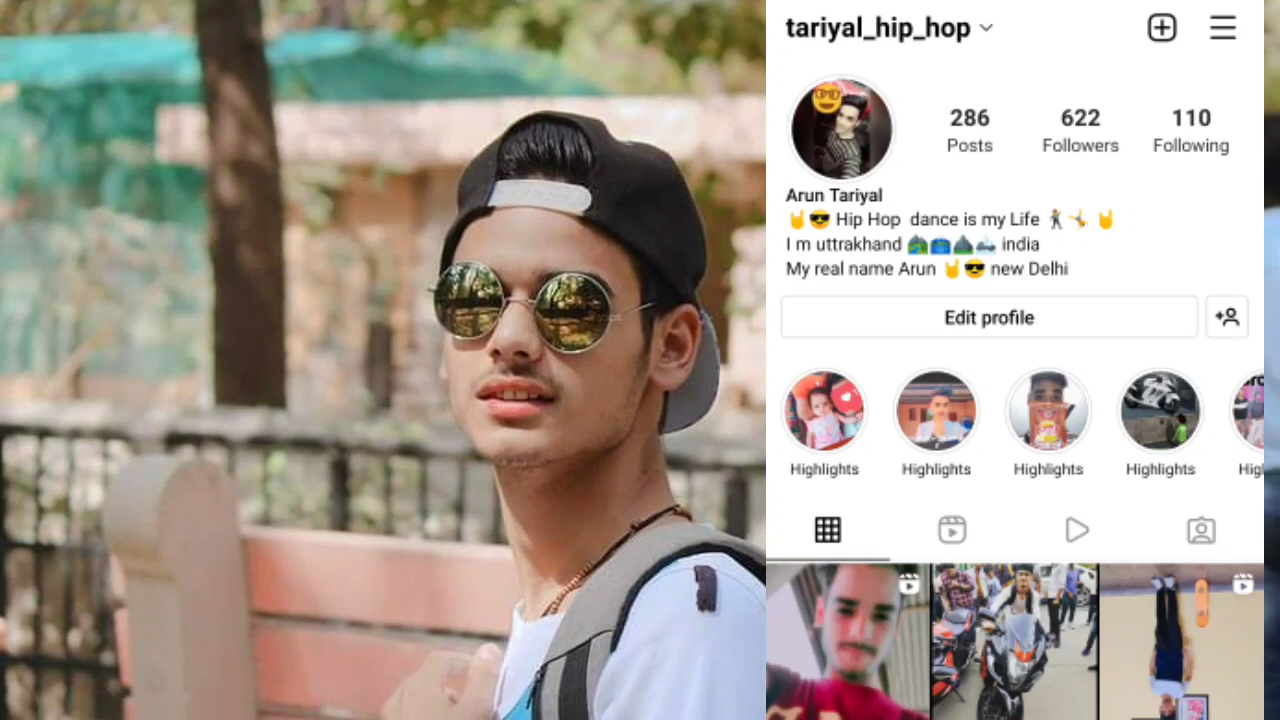 tariyal_hip_hop
286
622
110
Posts
Followers
Following
Arun Tariyal
🤘😎 Hip Hop dance is my Life 🕺🤸 🤘
I m uttrakhand 🏞️🌊⛰️🏔️ india
My real name Arun 🤘😎 new Delhi
Edit profile
Highlights
Highlights
Highlights
Highlights